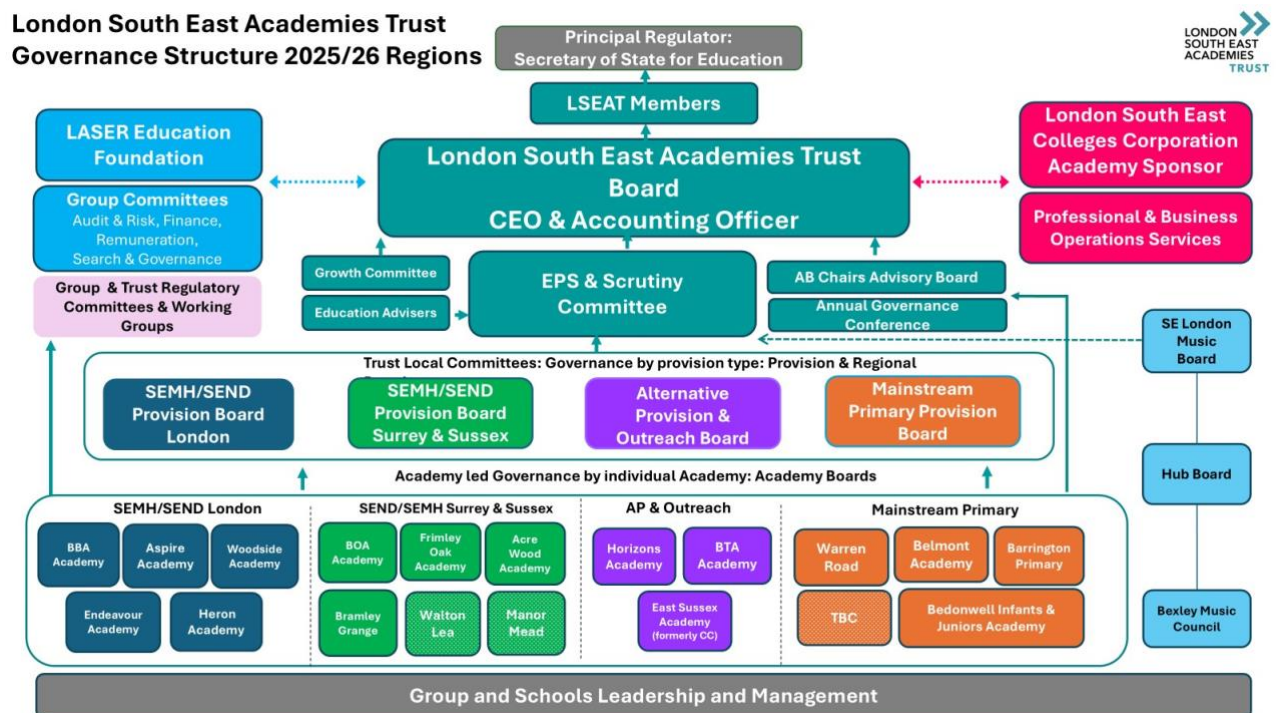 London South East Academies Trust
Governance Structure 2025/26 Regions
Principal Regulator:
Secretary of State for Education
LONDON
SOUTH EAST
ACADEMIES
TRUST
LSEAT Members
LASER Education
Foundation
London South East Academies Trust
Board
CEO & Accounting Officer
London South East
Colleges Corporation
Academy Sponsor
Group Committees
Audit & Risk, Finance,
Remuneration,
Search & Governance
Professional & Business
Operations Services
Growth Committee
Education Advisers
EPS & Scrutiny
Committee
AB Chairs Advisory Board
Annual Governance
Conference
Group & Trust Regulatory
Committees & Working
Groups
SE London
Music
Board
Trust Local Committees: Governance by provision type: Provision & Regional
SEMH/SEND
Provision Board
London
SEMH/SEND
Provision Board
Surrey & Sussex
Alternative
Provision &
Outreach Board
Mainstream
Primary Provision
Board
Hub Board
Academy led Governance by individual Academy: Academy Boards
SEMH/SEND London
BBA
Academy
Aspire
Academy
Woodside
Academy
Endeavour
Academy
Heron
Academy
SEND/SEMH Surrey & Sussex
BOA
Academy
Frimley
Oak
Academy
Acre
Wood
Academy
Bramley
Grange
Walton
Lea
Manor
Mead
AP & Outreach
Horizons
Academy
BTA
Academy
East Sussex
Academy
(formerly CC)
Mainstream Primary
Warren
Road
Belmont
Academy
Barrington
Primary
TBC
Bedonwell Infants &
Juniors Academy
Bexley Music
Council
Group and Schools Leadership and Management